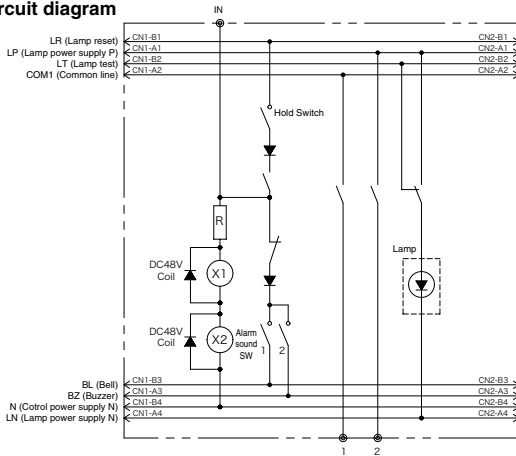 rcuit diagram
IN
LR (Lamp reset) CN1-B1 CN2-B1
LP (Lamp power supply P) CN1-A1 CN2-A1
LT (Lamp test) CN1-B2 CN2-B2
COM1 (Common line) CN1-A2 CN2-A2
Hold Switch
R
Lamp
DC48V
Coil
X1
DC48V
Coil
X2
Alarm
sound
SW
1 2
BL (Bell) CN1-B3 CN2-B3
BZ (Buzzer) CN1-A3 CN2-A3
N (Cotrol power supply N) CN1-B4 CN2-B4
LN (Lamp power supply N) CN1-A4 CN2-A4
1 2